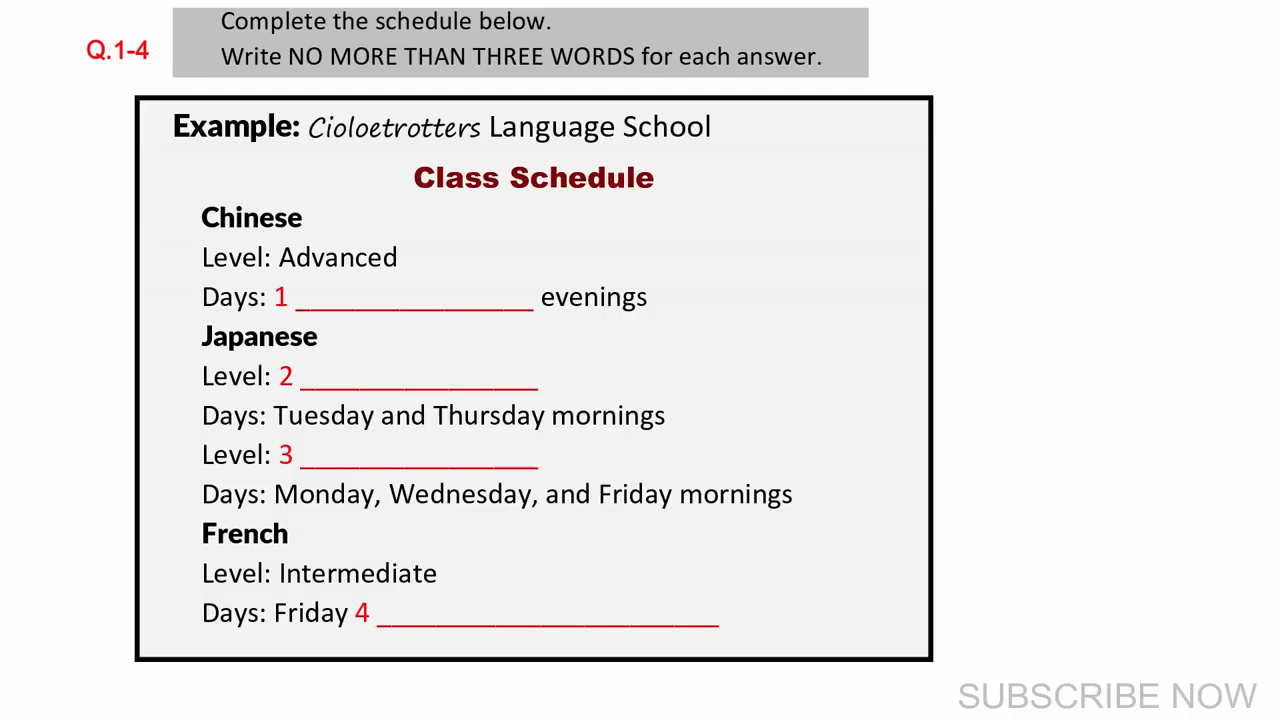 Complete the schedule below.
Q.1-4
Write NO MORE THAN THREE WORDS for each answer.
Example: Cioloetrotters Language School
Class Schedule
Chinese
Level: Advanced
Days: 1 ________________ evenings
Japanese
Level: 2 ________________
Days: Tuesday and Thursday mornings
Level: 3 ________________
Days: Monday, Wednesday, and Friday mornings
French
Level: Intermediate
Days: Friday 4 _______________________
SUBSCRIBE NOW